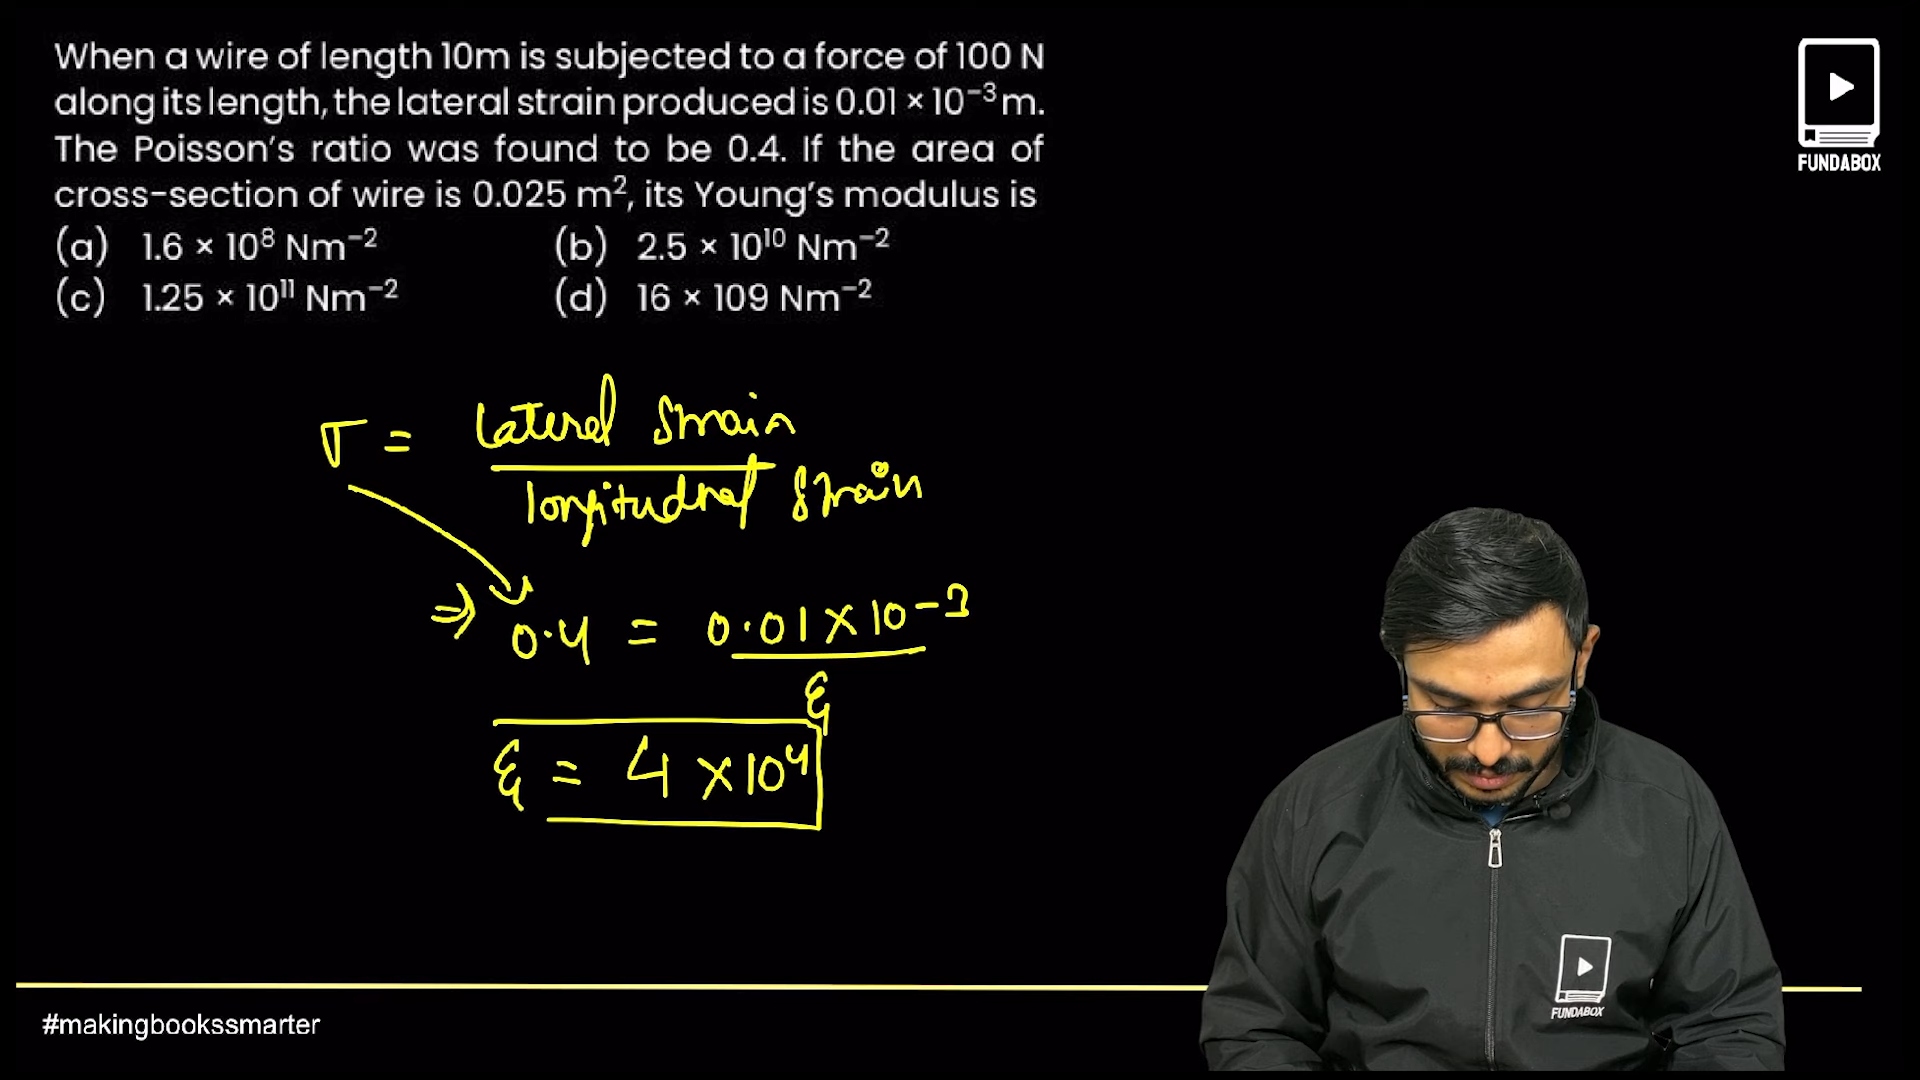 When a wire of length 10m is subjected to a force of 100 N
along its length, the lateral strain produced is 0.01 × 10⁻³ m.
The Poisson's ratio was found to be 0.4. If the area of
cross-section of wire is 0.025 m², its Young's modulus is
(a) 1.6 × 10⁸ Nm⁻² (b) 2.5 × 10¹⁰ Nm⁻²
(c) 1.25 × 10¹¹ Nm⁻² (d) 16 × 109 Nm⁻²
FUNDABOX
σ = lateral strain
longitudnal strain
⇒ 0.4 = 0.01 × 10⁻³
ξ
ξ = 4 × 10⁴
FUNDABOX
#makingbookssmarter